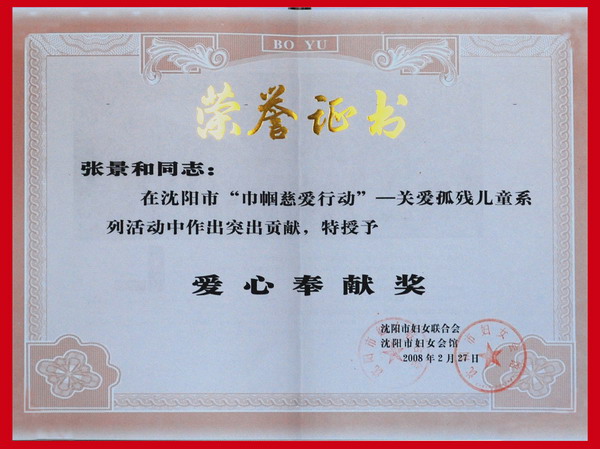 BO YU
荣誉证书
张景和同志：
在沈阳市“巾帼慈爱行动”—关爱孤残儿童系
列活动中作出突出贡献，特授予
爱心奉献奖
沈阳市妇女联合会
沈阳市妇女会馆
2008年2月27日